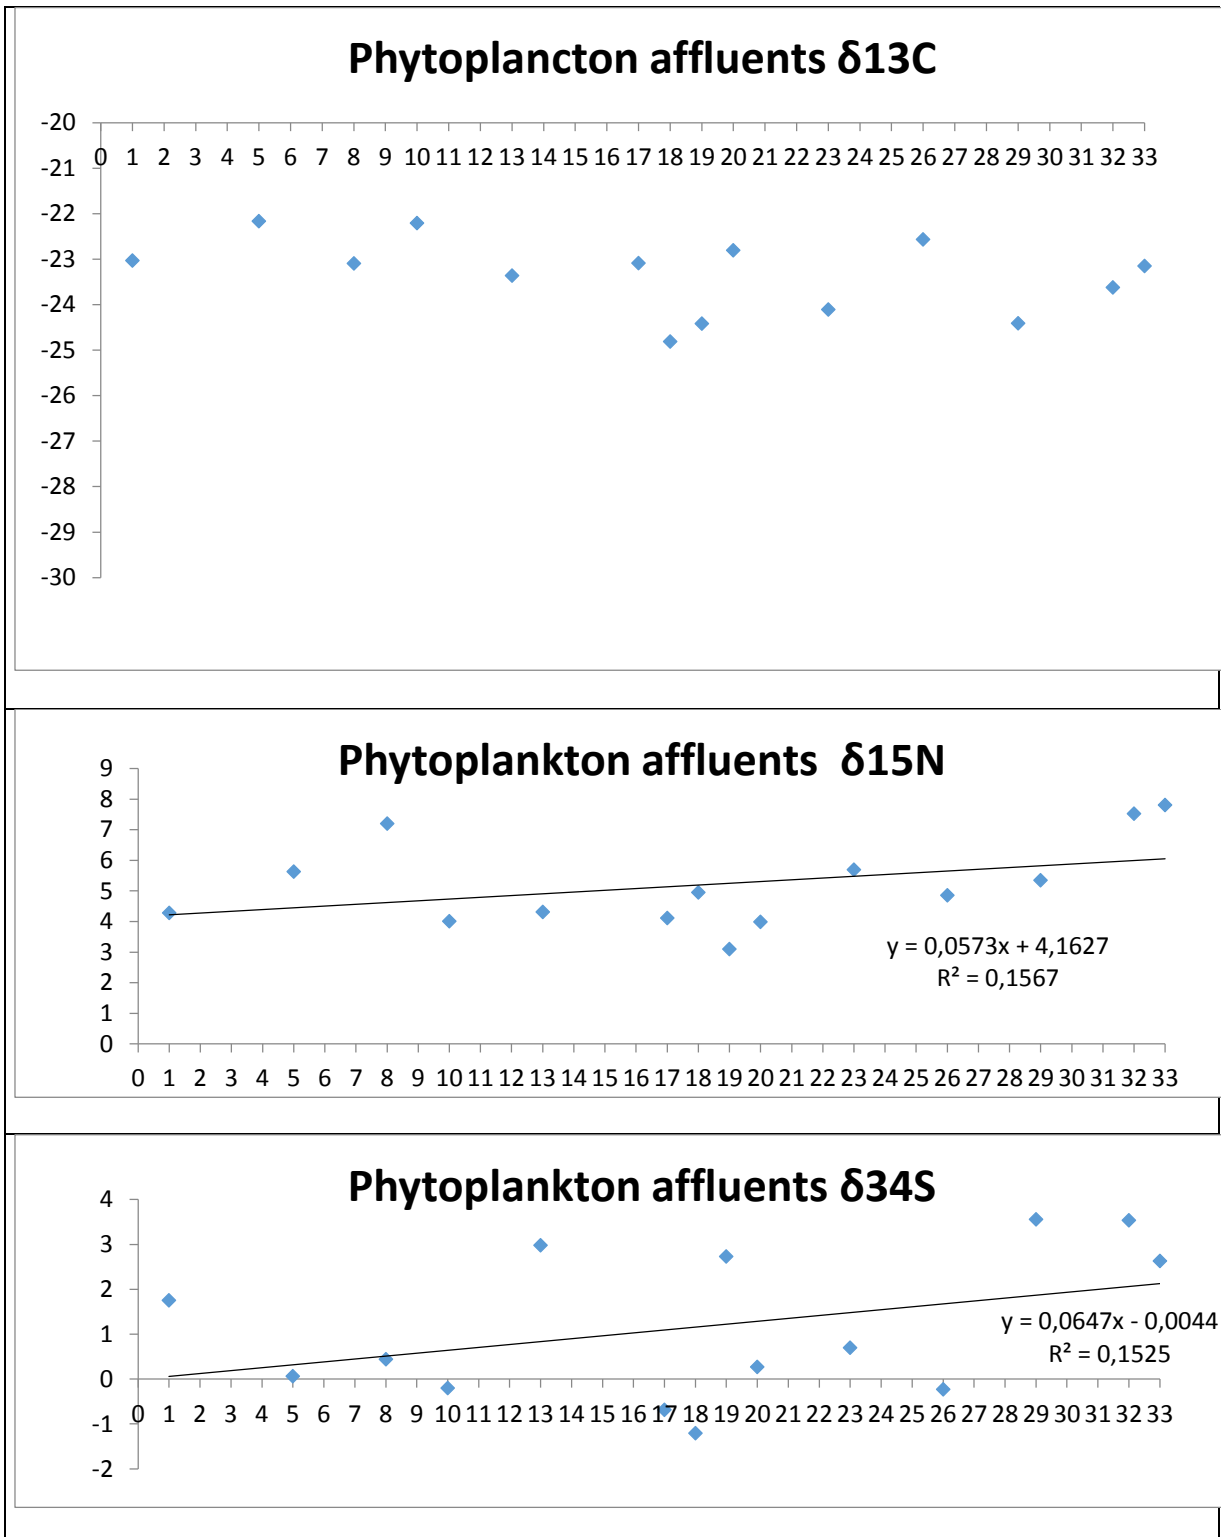 Phytoplancton affluents δ13C
-20
0 1 2 3 4 5 6 7 8 9 10 11 12 13 14 15 16 17 18 19 20 21 22 23 24 25 26 27 28 29 30 31 32 33
-21
-22
-23
-24
-25
-26
-27
-28
-29
-30
Phytoplankton affluents δ15N
9
8
7
6
5
4
3
2
1
0
y = 0,0573x + 4,1627
R² = 0,1567
0 1 2 3 4 5 6 7 8 9 10 11 12 13 14 15 16 17 18 19 20 21 22 23 24 25 26 27 28 29 30 31 32 33
Phytoplankton affluents δ34S
4
3
2
1
0
-1
-2
y = 0,0647x - 0,0044
R² = 0,1525
0 1 2 3 4 5 6 7 8 9 10 11 12 13 14 15 16 17 18 19 20 21 22 23 24 25 26 27 28 29 30 31 32 33